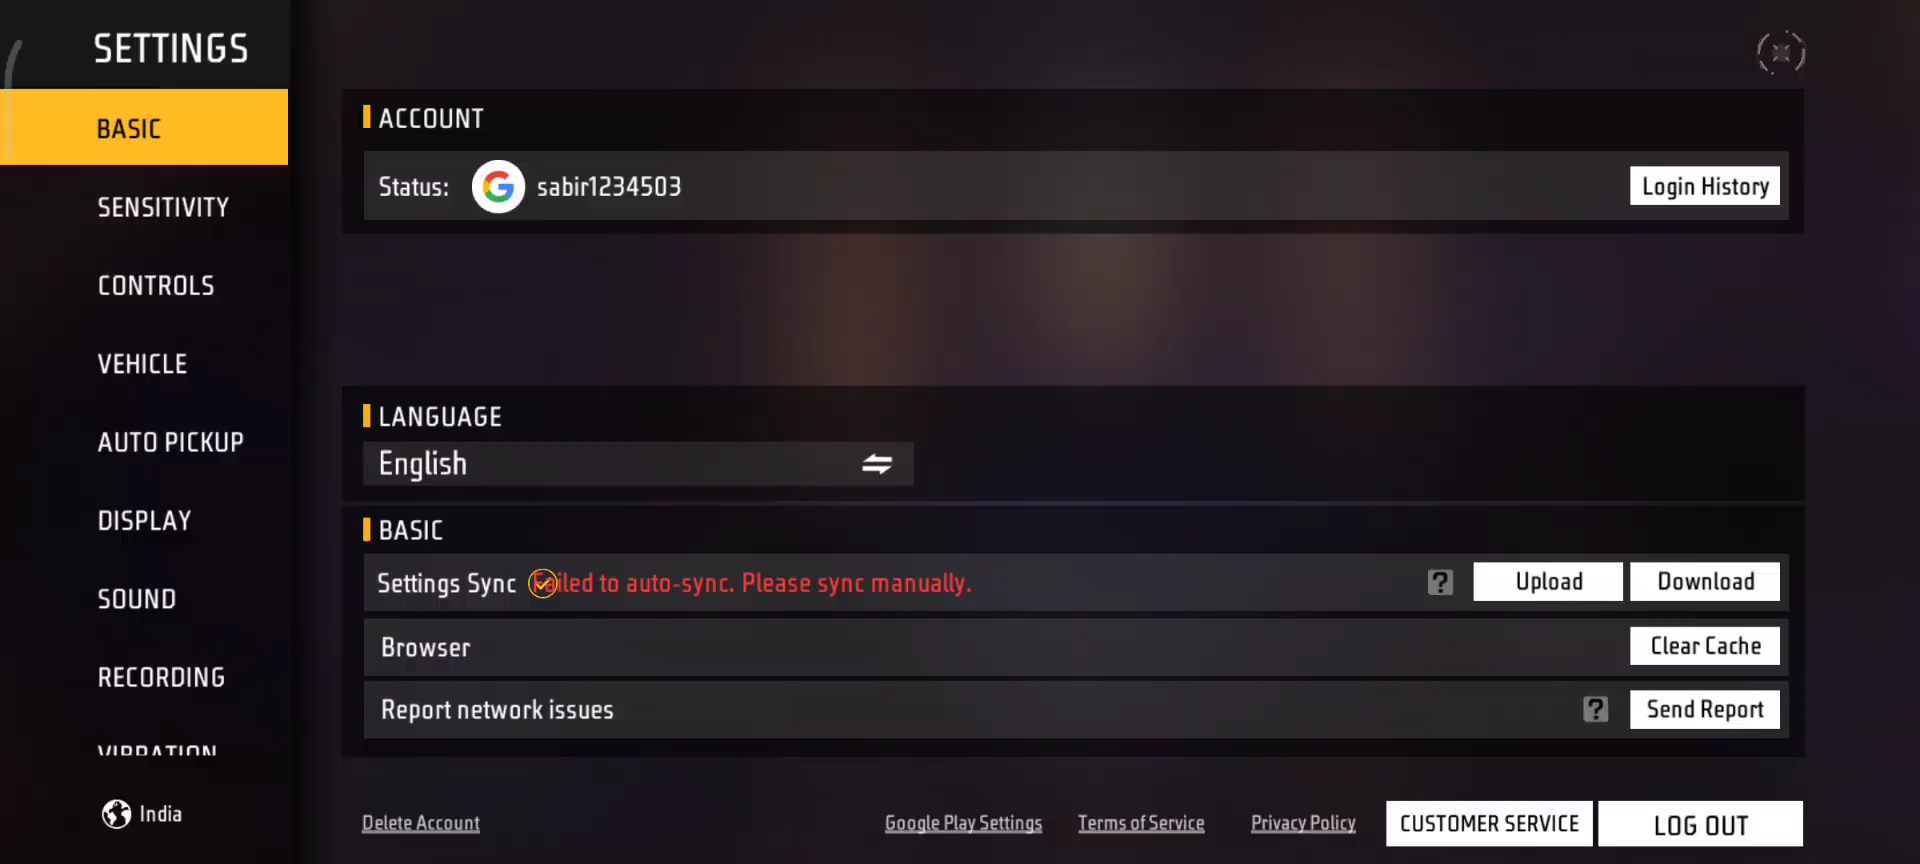 SETTINGS
BASIC
SENSITIVITY
CONTROLS
VEHICLE
AUTO PICKUP
DISPLAY
SOUND
RECORDING
VIBRATION
India
ACCOUNT
Status: sabir1234503
Login History
LANGUAGE
English
BASIC
Settings Sync Failed to auto-sync. Please sync manually. ? Upload Download
Browser Clear Cache
Report network issues ? Send Report
Delete Account Google Play Settings Terms of Service Privacy Policy CUSTOMER SERVICE LOG OUT